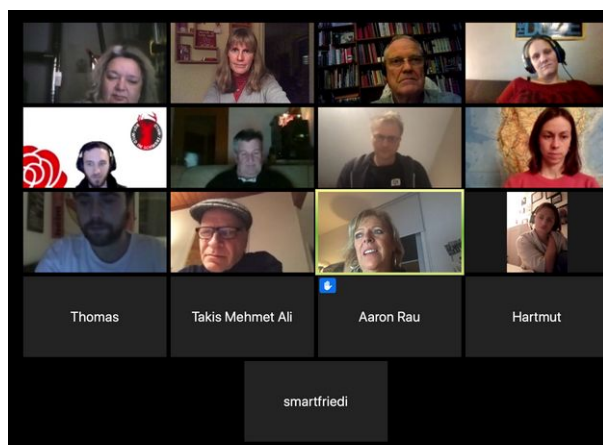 Thomas
Takis Mehmet Ali
Aaron Rau
Hartmut
smartfriedi